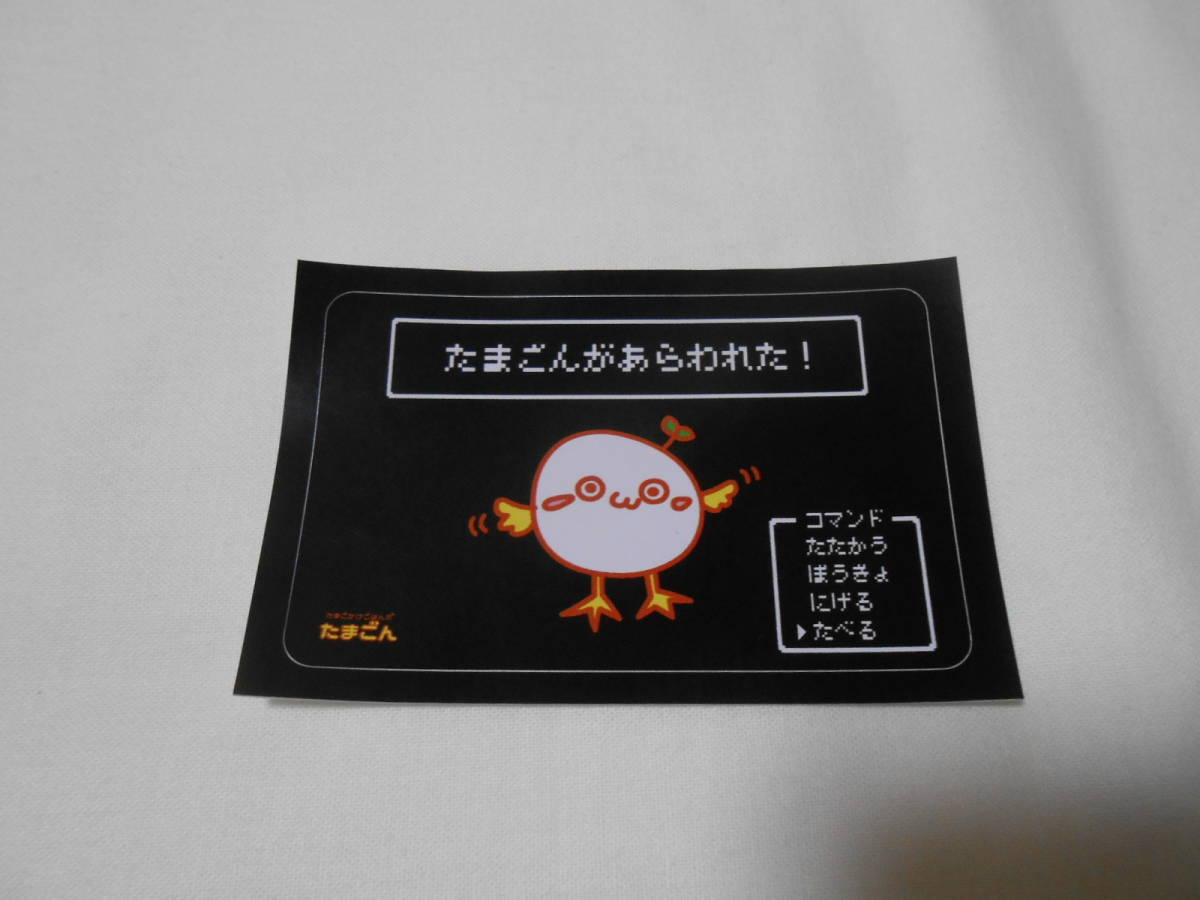 たまごんがあらわれた！
コマンド
たたかう
ぼうぎょ
にげる
▶たべる
たまごん